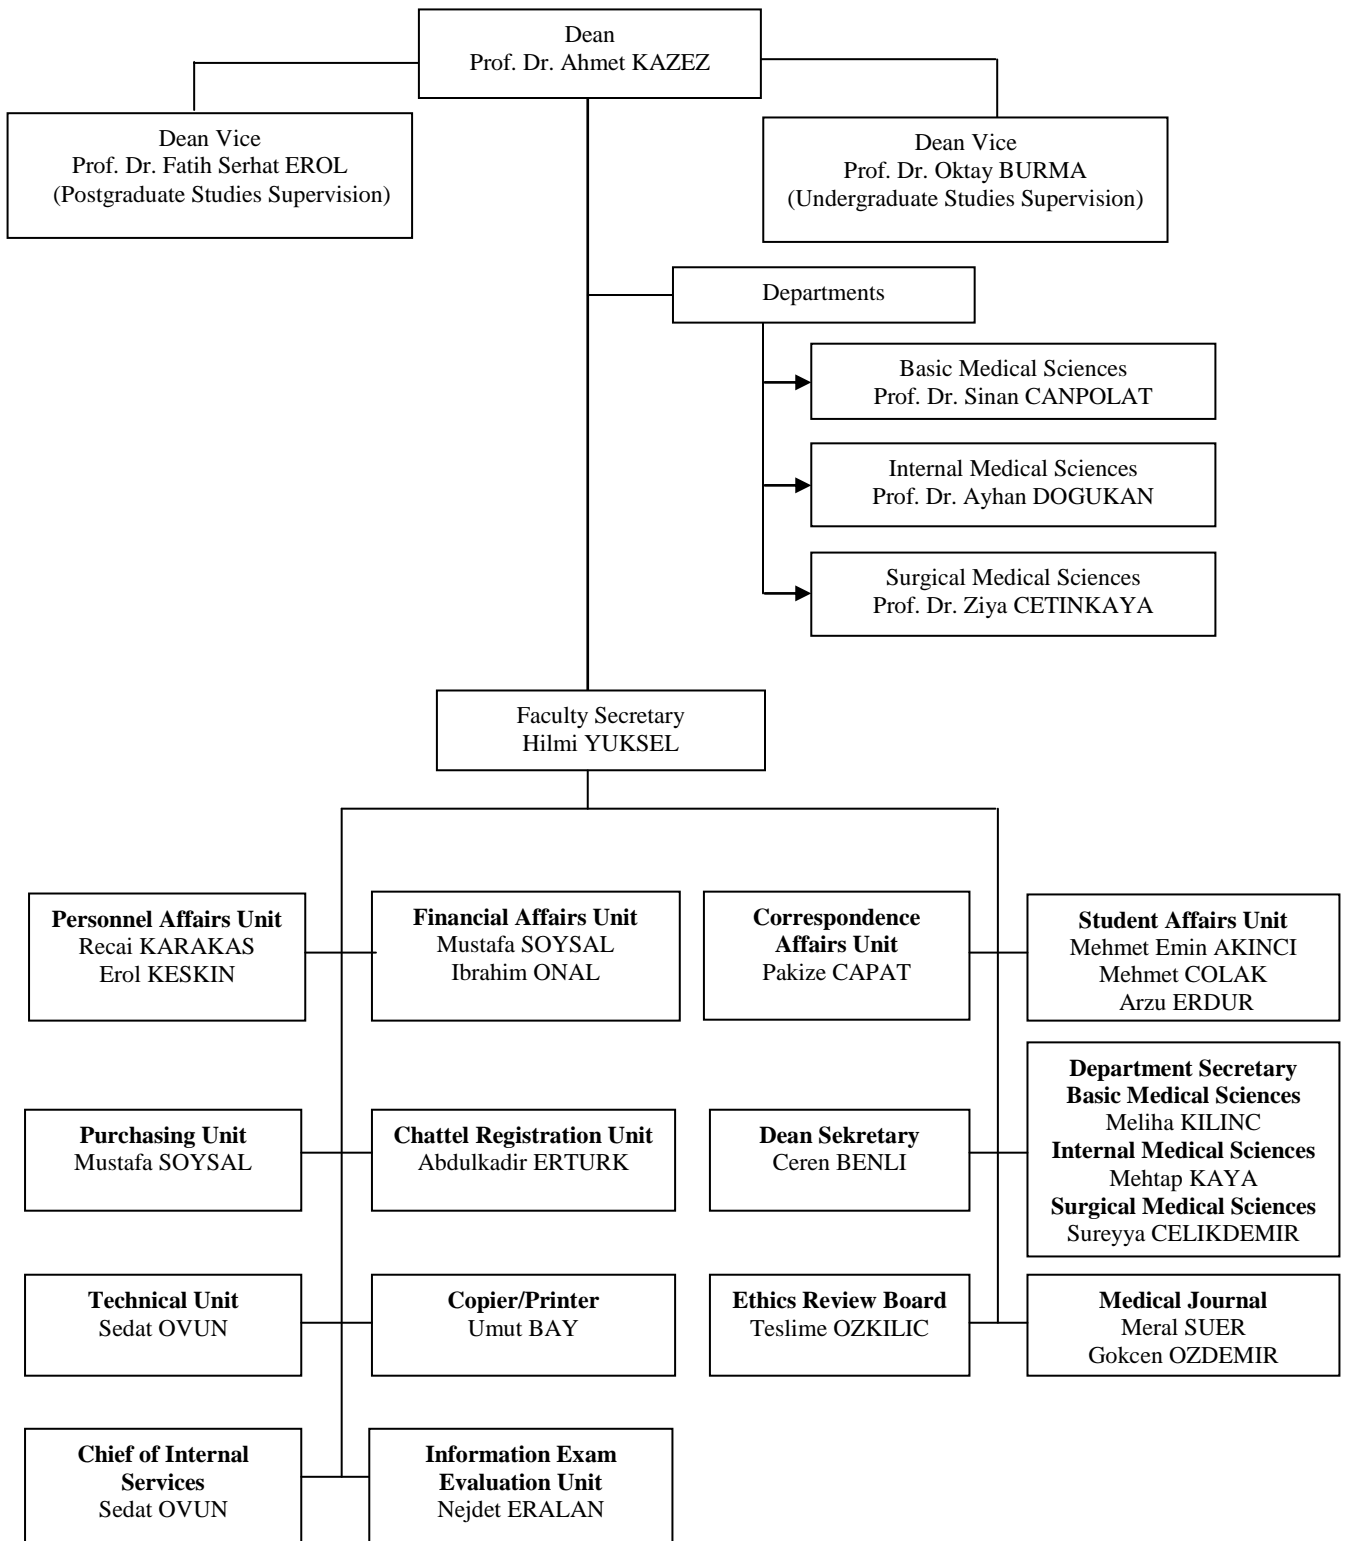 Dean
Prof. Dr. Ahmet KAZEZ
Dean Vice
Prof. Dr. Fatih Serhat EROL
(Postgraduate Studies Supervision)
Dean Vice
Prof. Dr. Oktay BURMA
(Undergraduate Studies Supervision)
Departments
Basic Medical Sciences
Prof. Dr. Sinan CANPOLAT
Internal Medical Sciences
Prof. Dr. Ayhan DOGUKAN
Surgical Medical Sciences
Prof. Dr. Ziya CETINKAYA
Faculty Secretary
Hilmi YUKSEL
Personnel Affairs Unit
Recai KARAKAS
Erol KESKIN
Financial Affairs Unit
Mustafa SOYSAL
Ibrahim ONAL
Correspondence
Affairs Unit
Pakize CAPAT
Student Affairs Unit
Mehmet Emin AKINCI
Mehmet COLAK
Arzu ERDUR
Purchasing Unit
Mustafa SOYSAL
Chattel Registration Unit
Abdulkadir ERTURK
Dean Sekretary
Ceren BENLI
Department Secretary
Basic Medical Sciences
Meliha KILINC
Internal Medical Sciences
Mehtap KAYA
Surgical Medical Sciences
Sureyya CELIKDEMIR
Technical Unit
Sedat OVUN
Copier/Printer
Umut BAY
Ethics Review Board
Teslime OZKILIC
Medical Journal
Meral SUER
Gokcen OZDEMIR
Chief of Internal
Services
Sedat OVUN
Information Exam
Evaluation Unit
Nejdet ERALAN